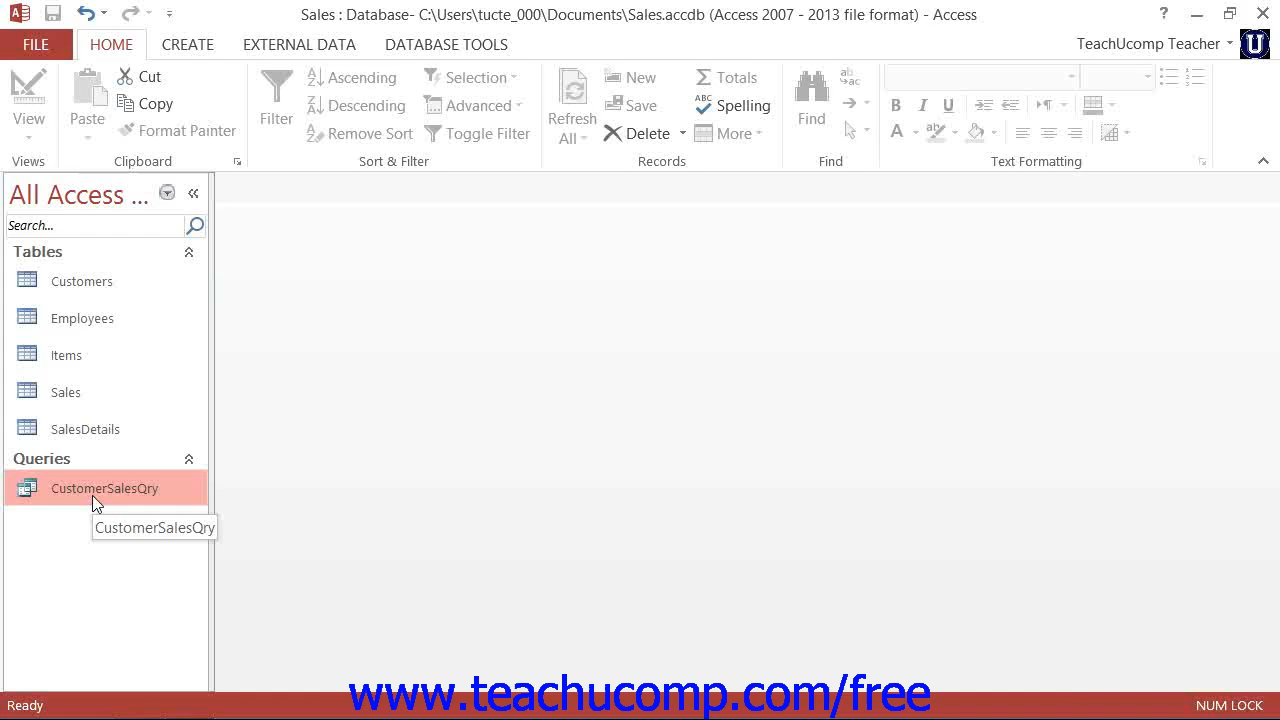 Sales : Database- C:\Users\tucte_000\Documents\Sales.accdb (Access 2007 - 2013 file format) - Access
?
FILE HOME CREATE EXTERNAL DATA DATABASE TOOLS TeachUcomp Teacher U
View
Views
Paste
Cut
Copy
Format Painter
Clipboard
Filter
Ascending
Descending
Remove Sort
Selection
Advanced
Toggle Filter
Sort & Filter
Refresh
All
New
Save
Delete
Totals
Spelling
More
Records
Find
Find
B I U
A
Text Formatting
All Access ...
Search...
Tables
Customers
Employees
Items
Sales
SalesDetails
Queries
CustomerSalesQry
CustomerSalesQry
www.teachucomp.com/free
Ready NUM LOCK